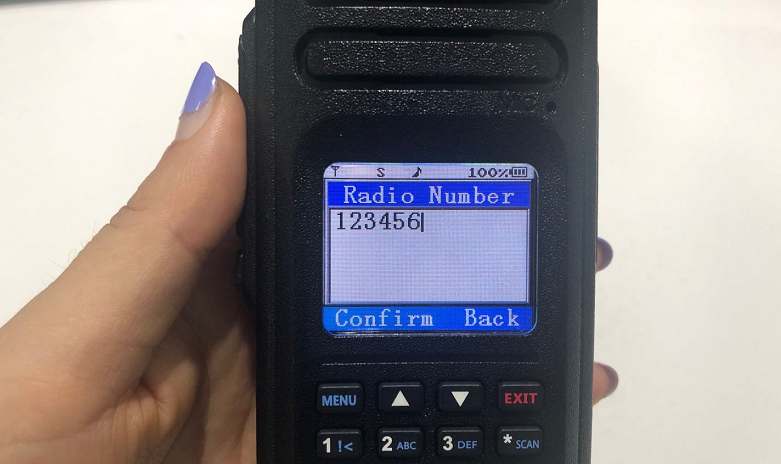 S 100%
Radio Number
123456
Confirm Back
MENU EXIT
1 !< 2 ABC 3 DEF * SCAN